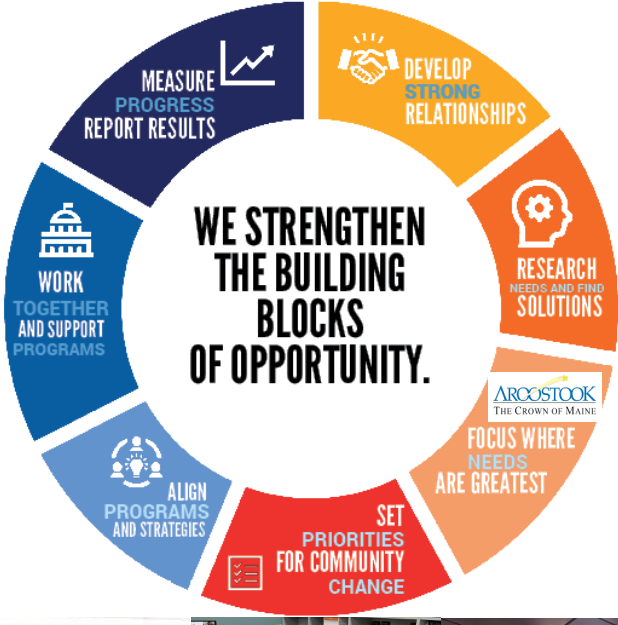 WE STRENGTHEN
THE BUILDING
BLOCKS
OF OPPORTUNITY.
DEVELOP
STRONG
RELATIONSHIPS
RESEARCH
NEEDS AND FIND
SOLUTIONS
AROOSTOOK
THE CROWN OF MAINE
FOCUS WHERE
NEEDS
ARE GREATEST
SET
PRIORITIES
FOR COMMUNITY
CHANGE
ALIGN
PROGRAMS
AND STRATEGIES
WORK
TOGETHER
AND SUPPORT
PROGRAMS
MEASURE
PROGRESS
REPORT RESULTS